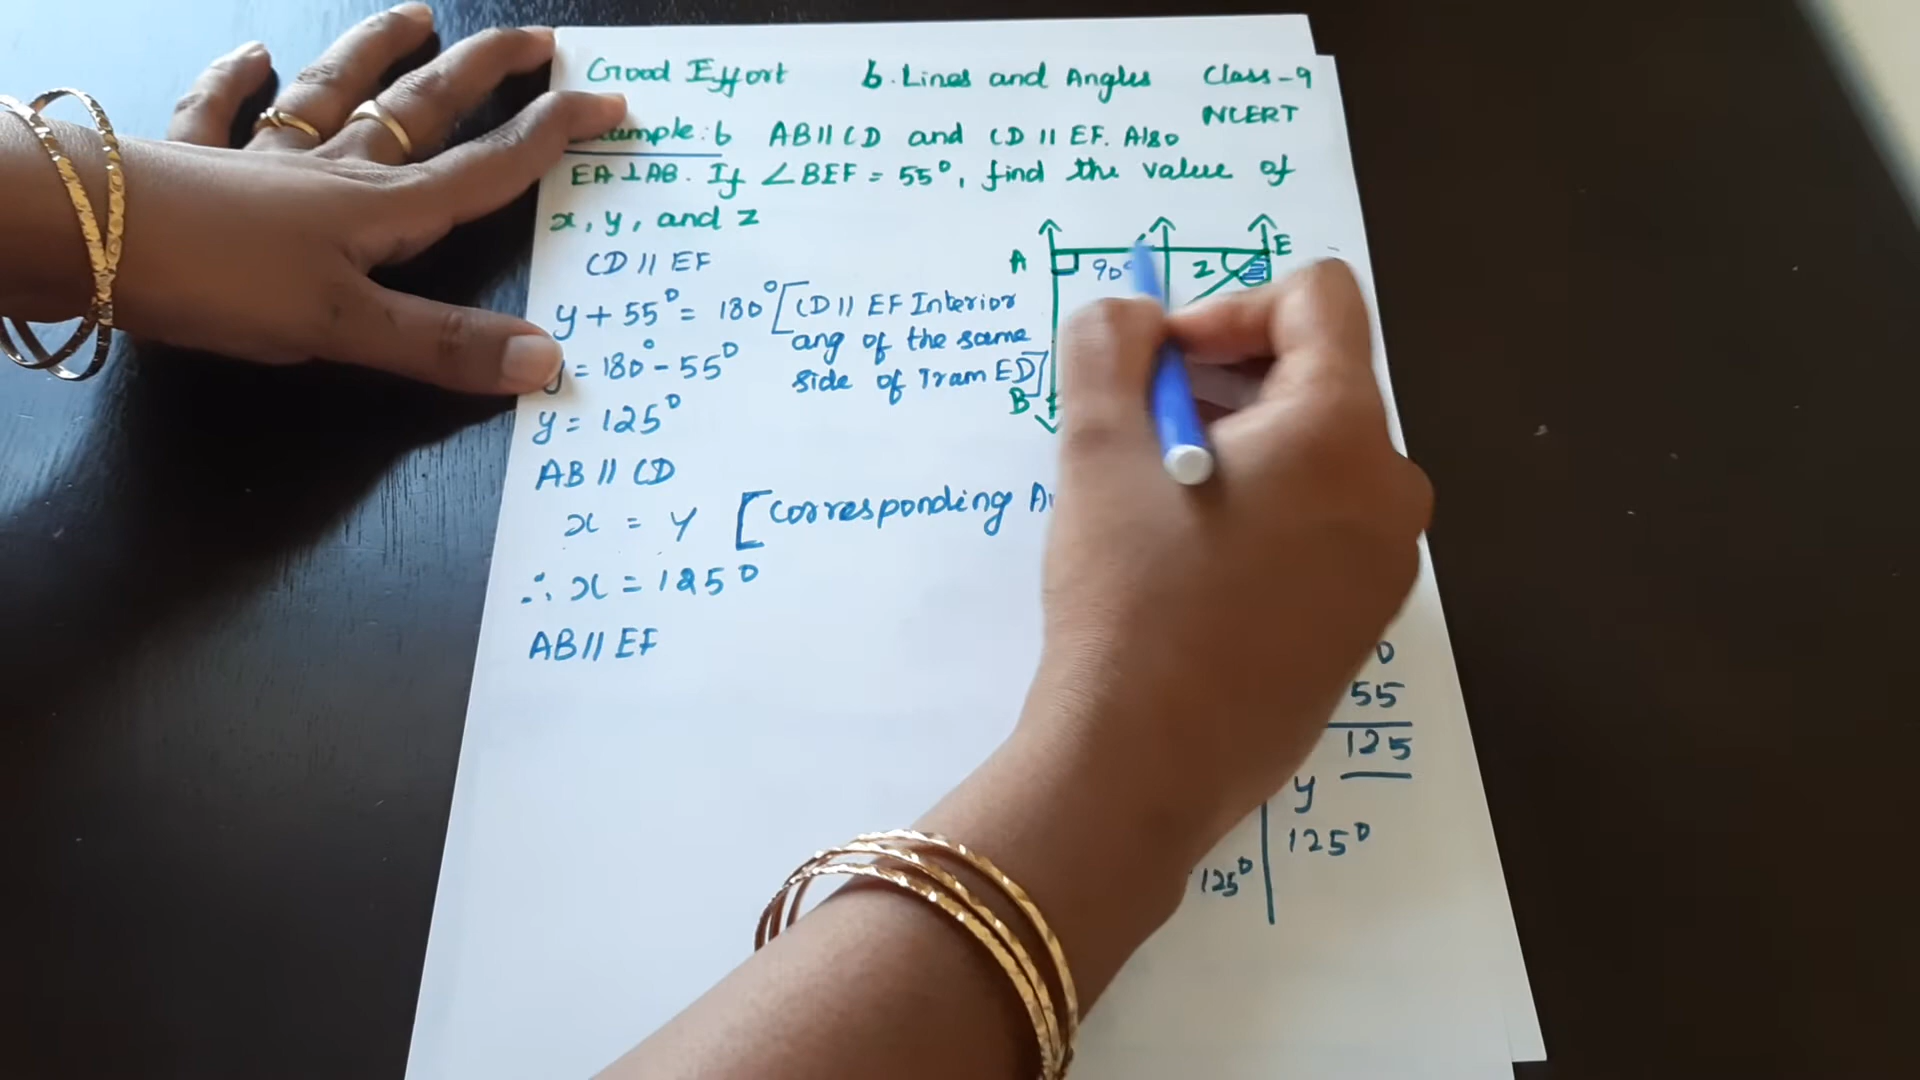 Good Effort 6. Lines and Angles Class-9
NCERT
Example: 6 AB || CD and CD || EF. Also
EA ⊥ AB. If ∠BEF = 55°, find the value of
x, y, and z
CD || EF
y + 55° = 180° [CD || EF Interior
ang of the same
side of Tram ED]
y = 180° - 55°
y = 125°
AB || CD
x = y [corresponding
∴ x = 125°
AB || EF
A
90°
z
E
B
55
125
y
125°
125°